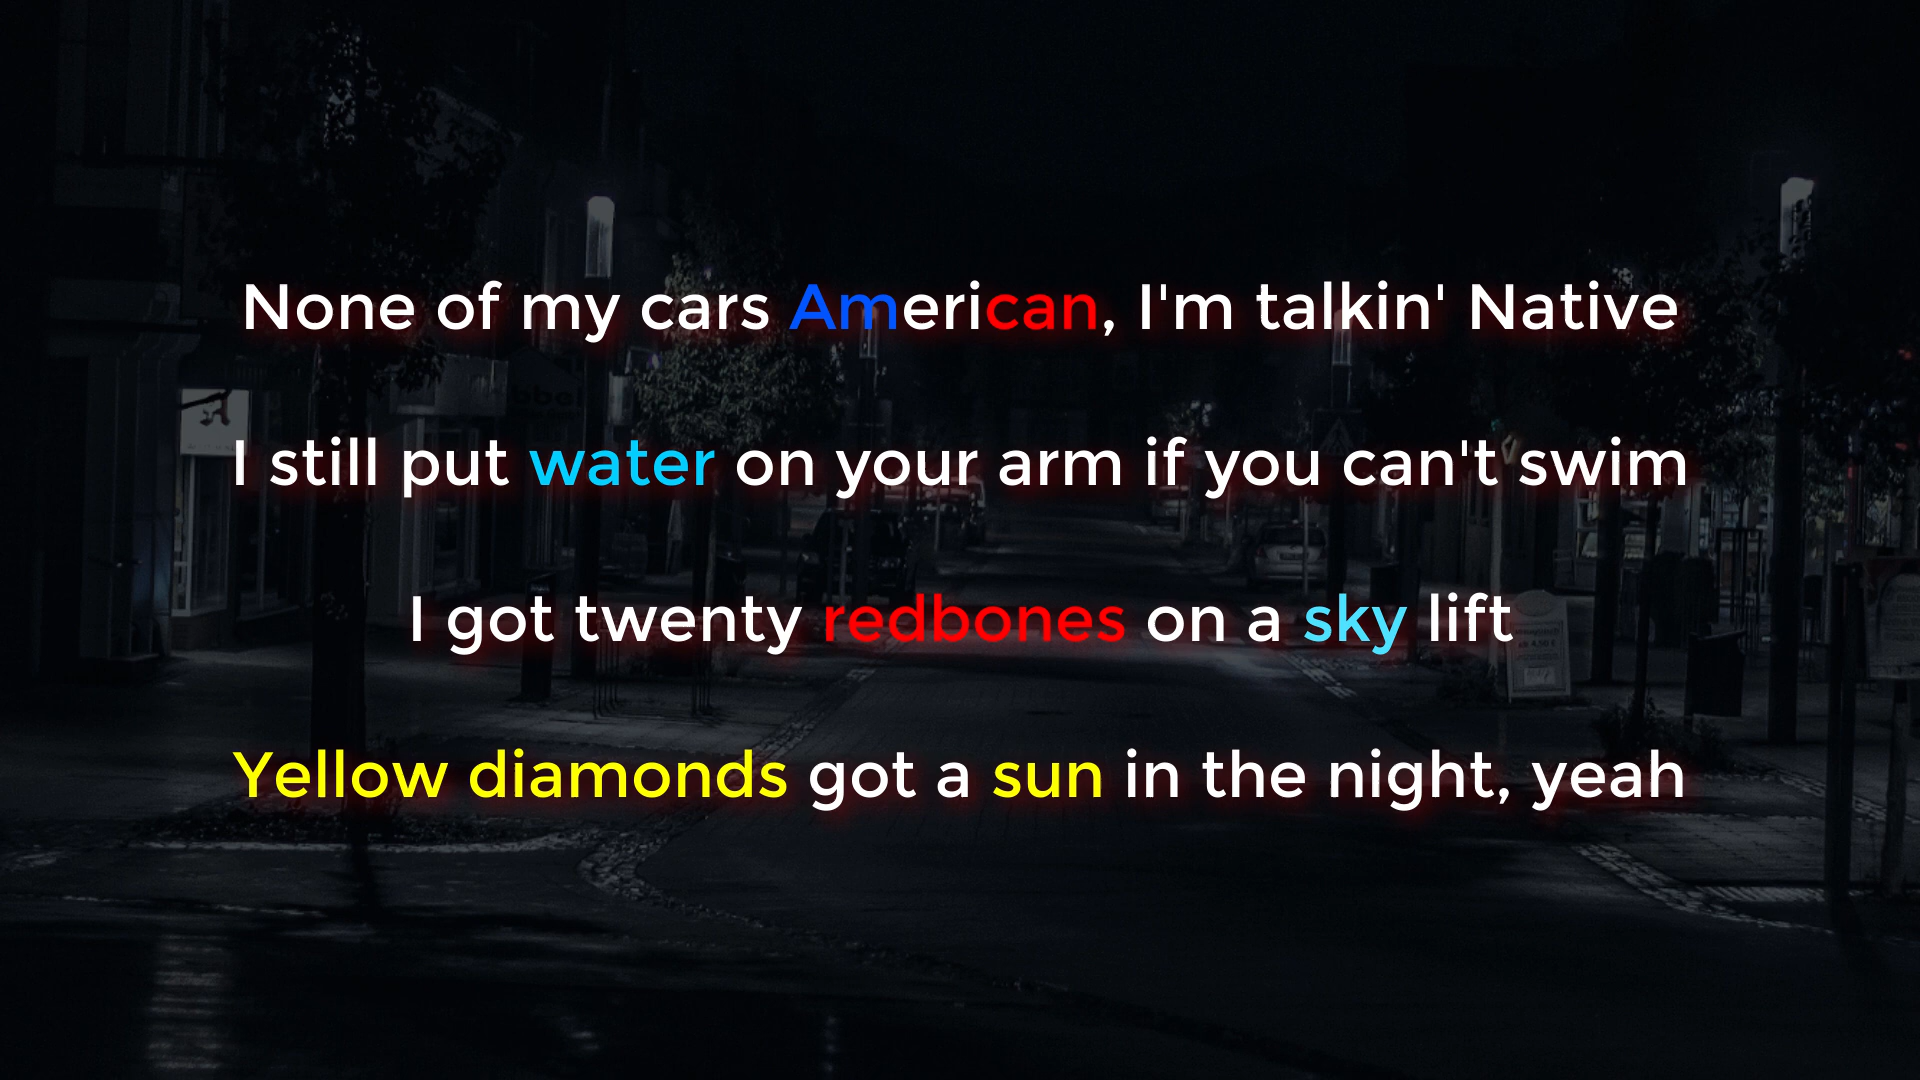 None of my cars American, I'm talkin' Native
I still put water on your arm if you can't swim
I got twenty redbones on a sky lift
Yellow diamonds got a sun in the night, yeah